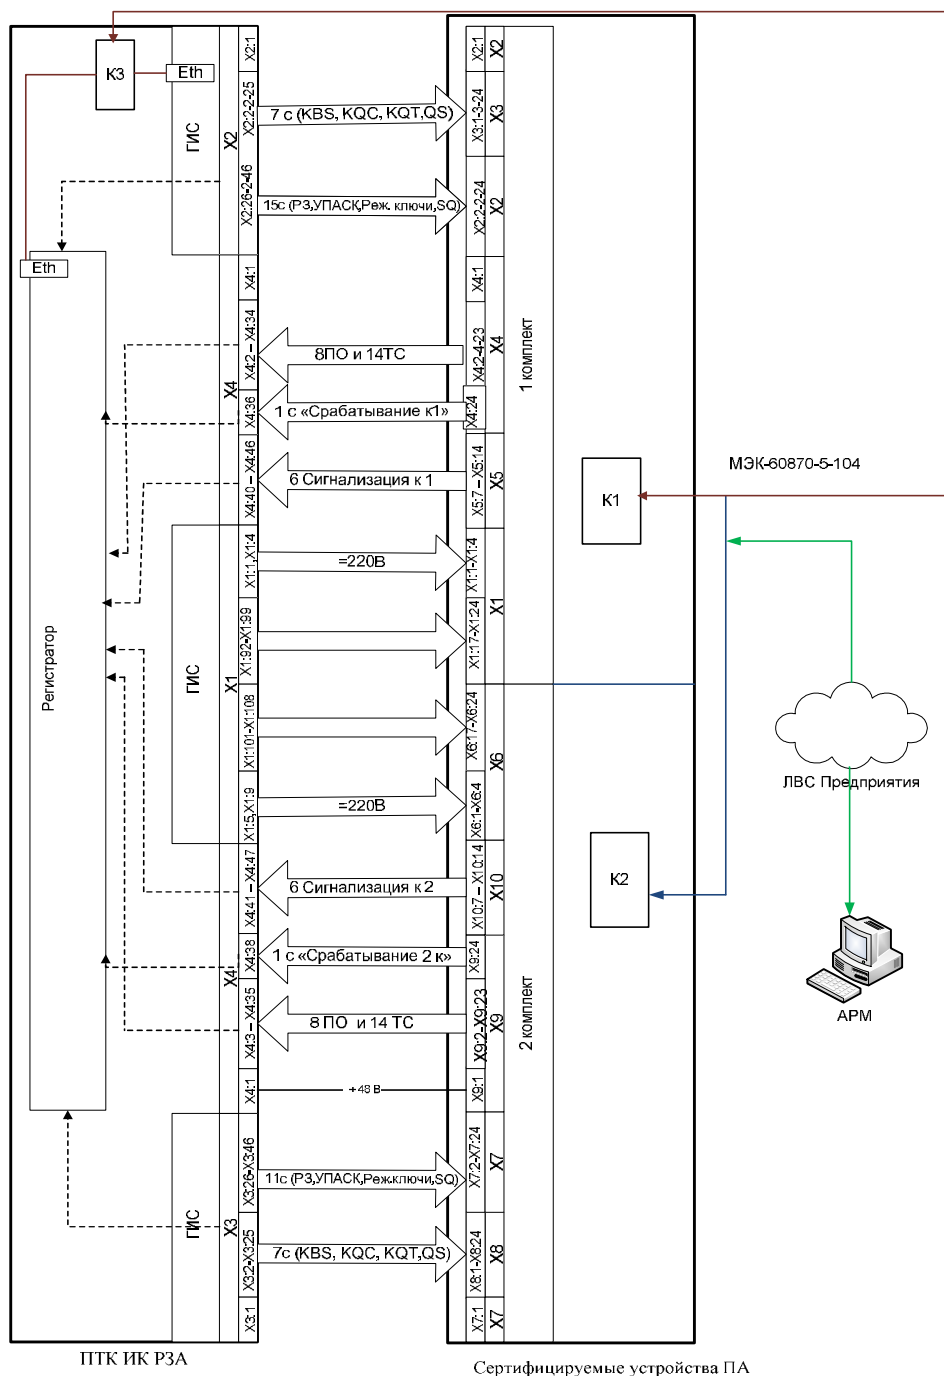 К3
Eth
ГИС
X2
X2:1
X2:2-2-25
X2:26-2-46
7 с (KBS, KQC, KQT,QS)
15с (РЗ,УПАСК,Реж. ключи,SQ)
X2:1
X2
X3:1-3-24
X3
X2:2-2-24
X2
Eth
X4:1
X4:2 – X4:34
X4
X4:36
X4:40 – X4:46
8ПО и 14ТС
1 с «Срабатывание к1»
6 Сигнализация к 1
X4:1
X4:2-4-23
X4
X4:24
X5:7 – X5:14
X5
1 комплект
К1
МЭК-60870-5-104
Регистратор
ГИС
X1
X1:1,X1:4
X1:92-X1:99
X1:101-X1:108
X1:5,X1:9
=220В
=220В
X1:1-X1:4
X1:17-X1:24
X1
X6:17-X6:24
X6:1-X6:4
X6
ЛВС Предприятия
К2
АРМ
X4:41 – X4:47
X4:38
X4
X4:3 – X4:35
X4:1
6 Сигнализация к 2
1 с «Срабатывание 2 к»
8 ПО и 14 ТС
+48 В
X10:7 – X10:14
X10
X9:24
X9:2-X9:23
X9
X9:1
2 комплект
ГИС
X3
X3:26-X3:46
X3:2-X3:25
X3:1
11с (РЗ,УПАСК,Реж.ключи,SQ)
7с (KBS, KQC, KQT,QS)
X7:2-X7:24
X7
X8:1-X8:24
X8
X7:1
X7
ПТК ИК РЗА
Сертифицируемые устройства ПА